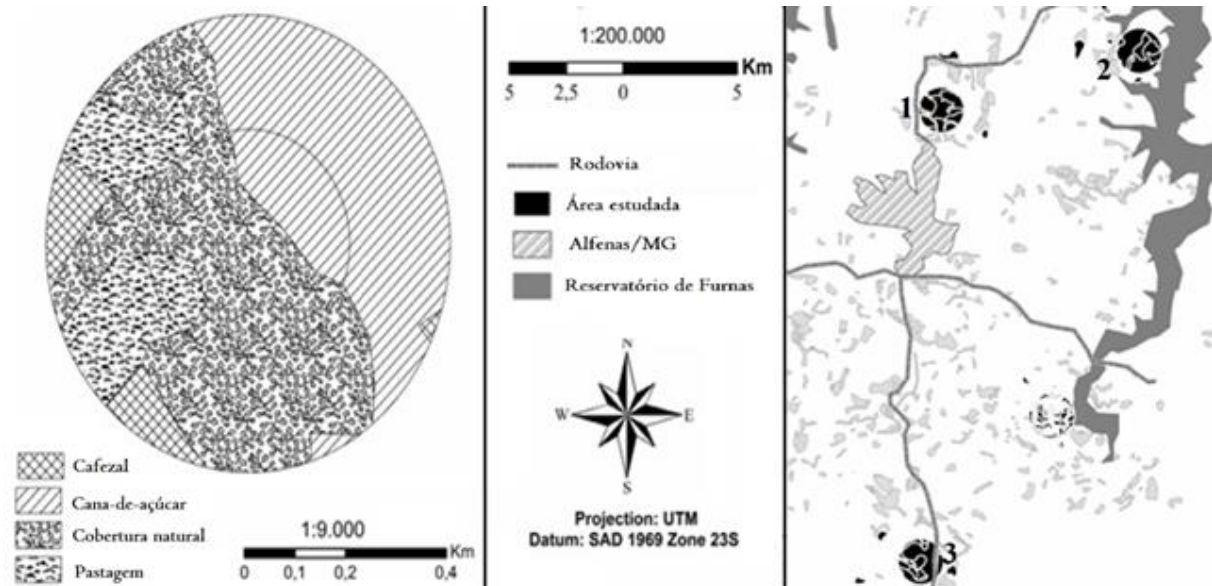 Cafezal
Cana-de-açúcar
Cobertura natural
Pastagem
1:9.000
Km
0 0,1 0,2 0,4
1:200.000
Km
5 2,5 0 5
Rodovia
Área estudada
Alfenas/MG
Reservatório de Furnas
N
W E
S
Projection: UTM
Datum: SAD 1969 Zone 23S
1
2
3